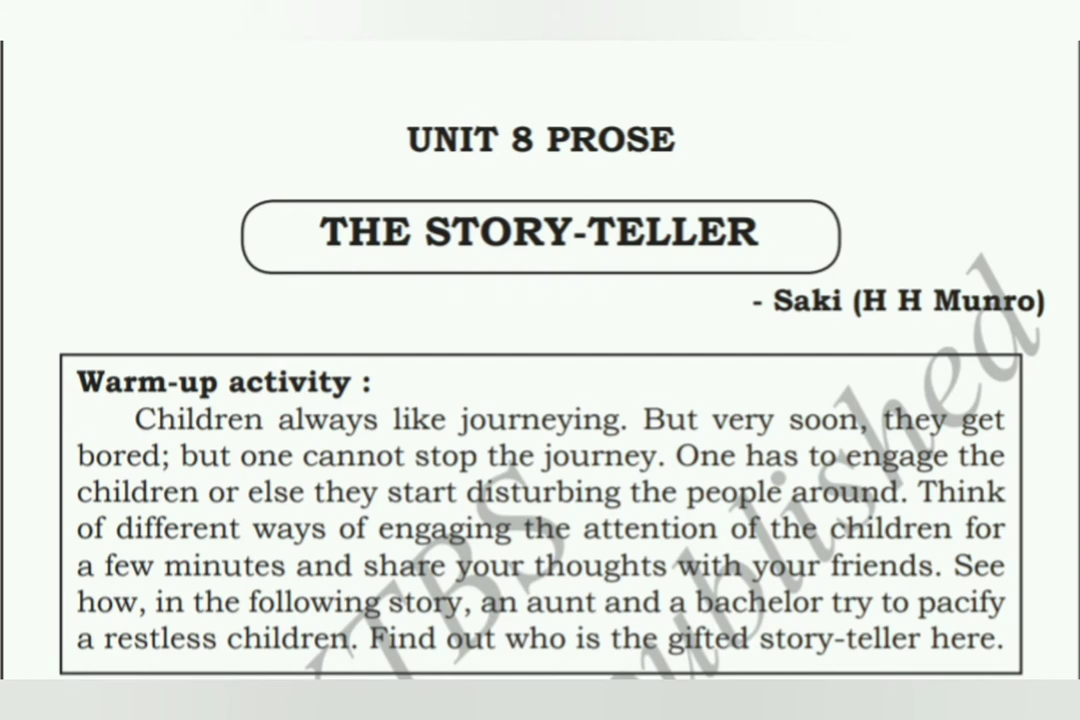 UNIT 8 PROSE
THE STORY-TELLER
- Saki (H H Munro)
Warm-up activity :
Children always like journeying. But very soon, they get
bored; but one cannot stop the journey. One has to engage the
children or else they start disturbing the people around. Think
of different ways of engaging the attention of the children for
a few minutes and share your thoughts with your friends. See
how, in the following story, an aunt and a bachelor try to pacify
a restless children. Find out who is the gifted story-teller here.